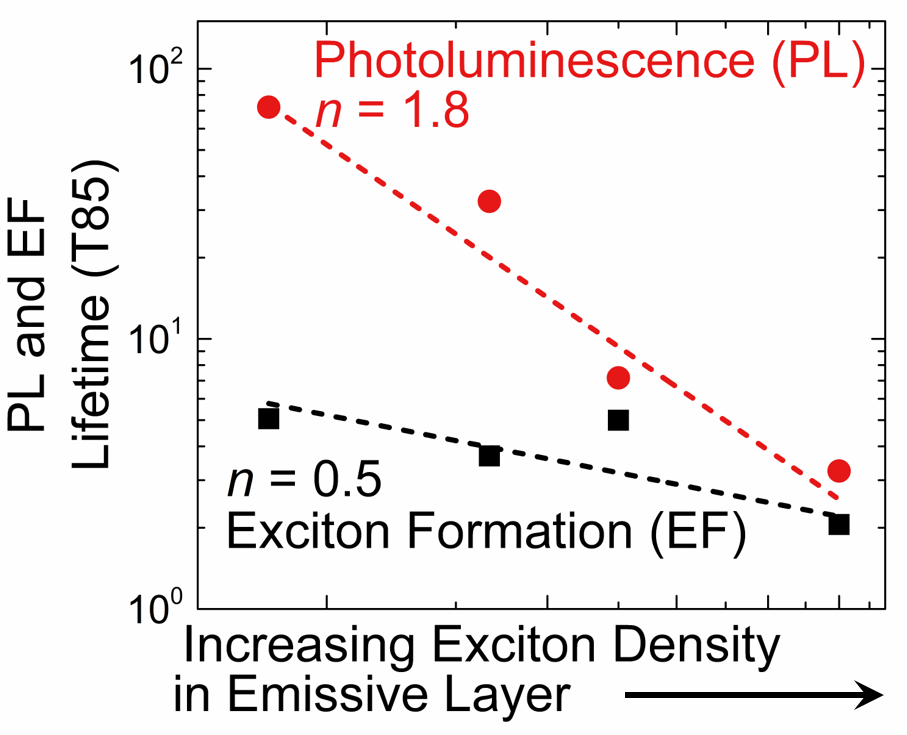 Photoluminescence (PL)
n = 1.8
PL and EF
Lifetime (T85)
10²
10¹
10⁰
n = 0.5
Exciton Formation (EF)
Increasing Exciton Density
in Emissive Layer